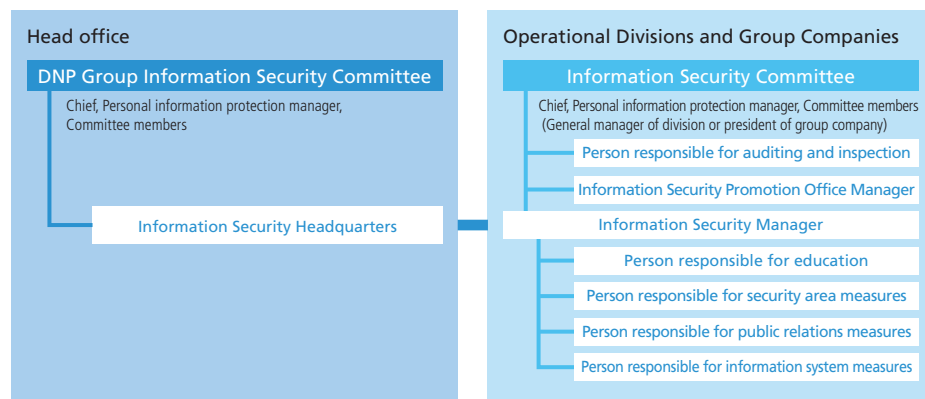 Head office
DNP Group Information Security Committee
Chief, Personal information protection manager,
Committee members
Information Security Headquarters
Operational Divisions and Group Companies
Information Security Committee
Chief, Personal information protection manager, Committee members
(General manager of division or president of group company)
Person responsible for auditing and inspection
Information Security Promotion Office Manager
Information Security Manager
Person responsible for education
Person responsible for security area measures
Person responsible for public relations measures
Person responsible for information system measures